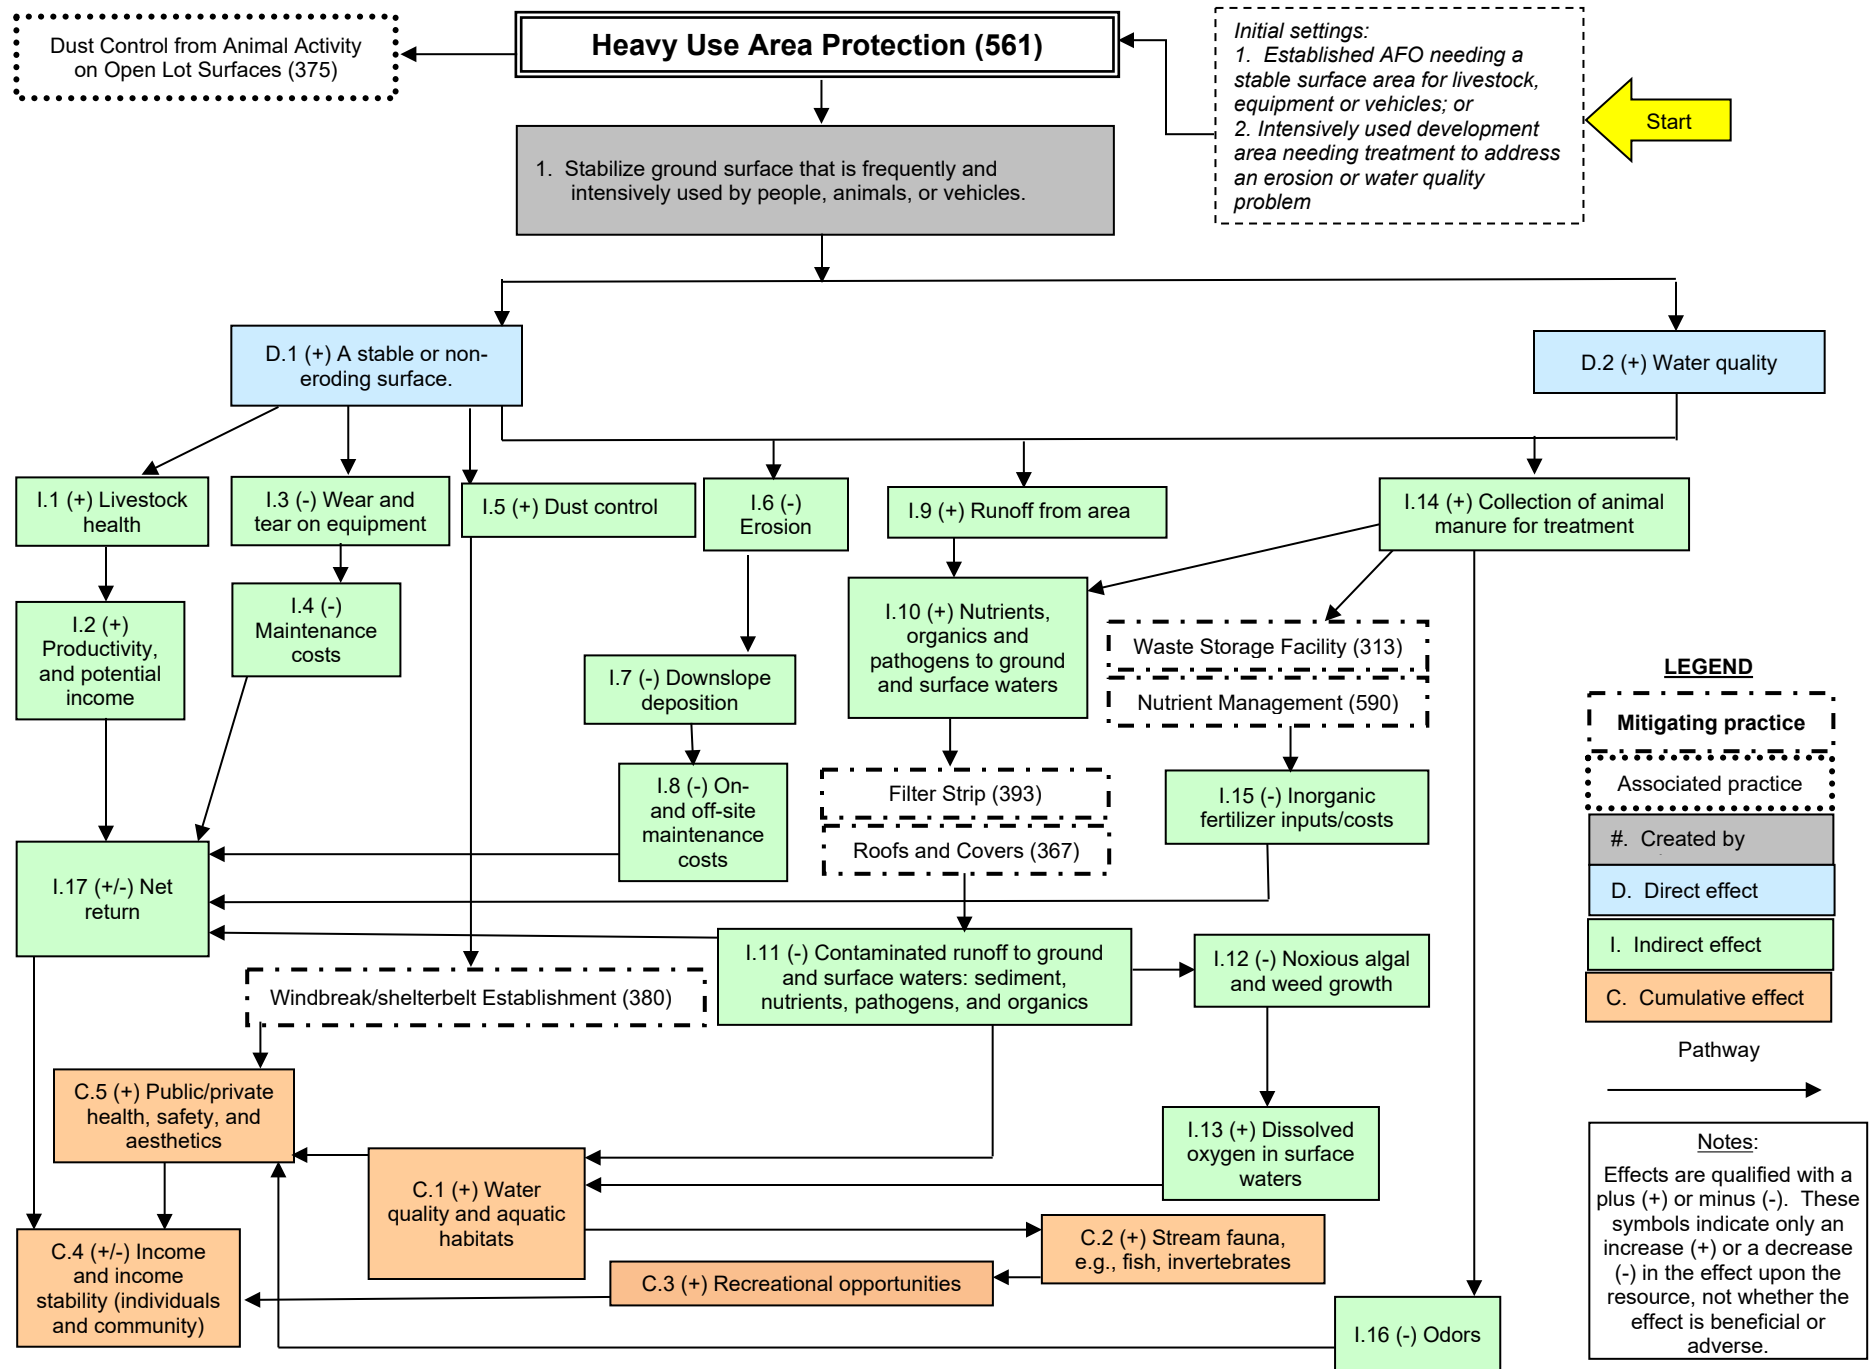 Dust Control from Animal Activity
on Open Lot Surfaces (375)
Heavy Use Area Protection (561)
Initial settings:
1. Established AFO needing a
stable surface area for livestock,
equipment or vehicles; or
2. Intensively used development
area needing treatment to address
an erosion or water quality
problem
Start
1. Stabilize ground surface that is frequently and
intensively used by people, animals, or vehicles.
D.1 (+) A stable or non-
eroding surface.
D.2 (+) Water quality
I.1 (+) Livestock
health
I.3 (-) Wear and
tear on equipment
I.5 (+) Dust control
I.6 (-)
Erosion
I.9 (+) Runoff from area
I.14 (+) Collection of animal
manure for treatment
I.2 (+)
Productivity,
and potential
income
I.4 (-)
Maintenance
costs
I.7 (-) Downslope
deposition
I.10 (+) Nutrients,
organics and
pathogens to ground
and surface waters
Waste Storage Facility (313)
Nutrient Management (590)
I.8 (-) On-
and off-site
maintenance
costs
Filter Strip (393)
Roofs and Covers (367)
I.15 (-) Inorganic
fertilizer inputs/costs
I.17 (+/-) Net
return
I.11 (-) Contaminated runoff to ground
and surface waters: sediment,
nutrients, pathogens, and organics
I.12 (-) Noxious algal
and weed growth
Windbreak/shelterbelt Establishment (380)
C.5 (+) Public/private
health, safety, and
aesthetics
I.13 (+) Dissolved
oxygen in surface
waters
C.1 (+) Water
quality and aquatic
habitats
C.2 (+) Stream fauna,
e.g., fish, invertebrates
C.3 (+) Recreational opportunities
C.4 (+/-) Income
and income
stability (individuals
and community)
I.16 (-) Odors
LEGEND
Mitigating practice
Associated practice
#. Created by
D. Direct effect
I. Indirect effect
C. Cumulative effect
Pathway
Notes:
Effects are qualified with a
plus (+) or minus (-). These
symbols indicate only an
increase (+) or a decrease
(-) in the effect upon the
resource, not whether the
effect is beneficial or
adverse.